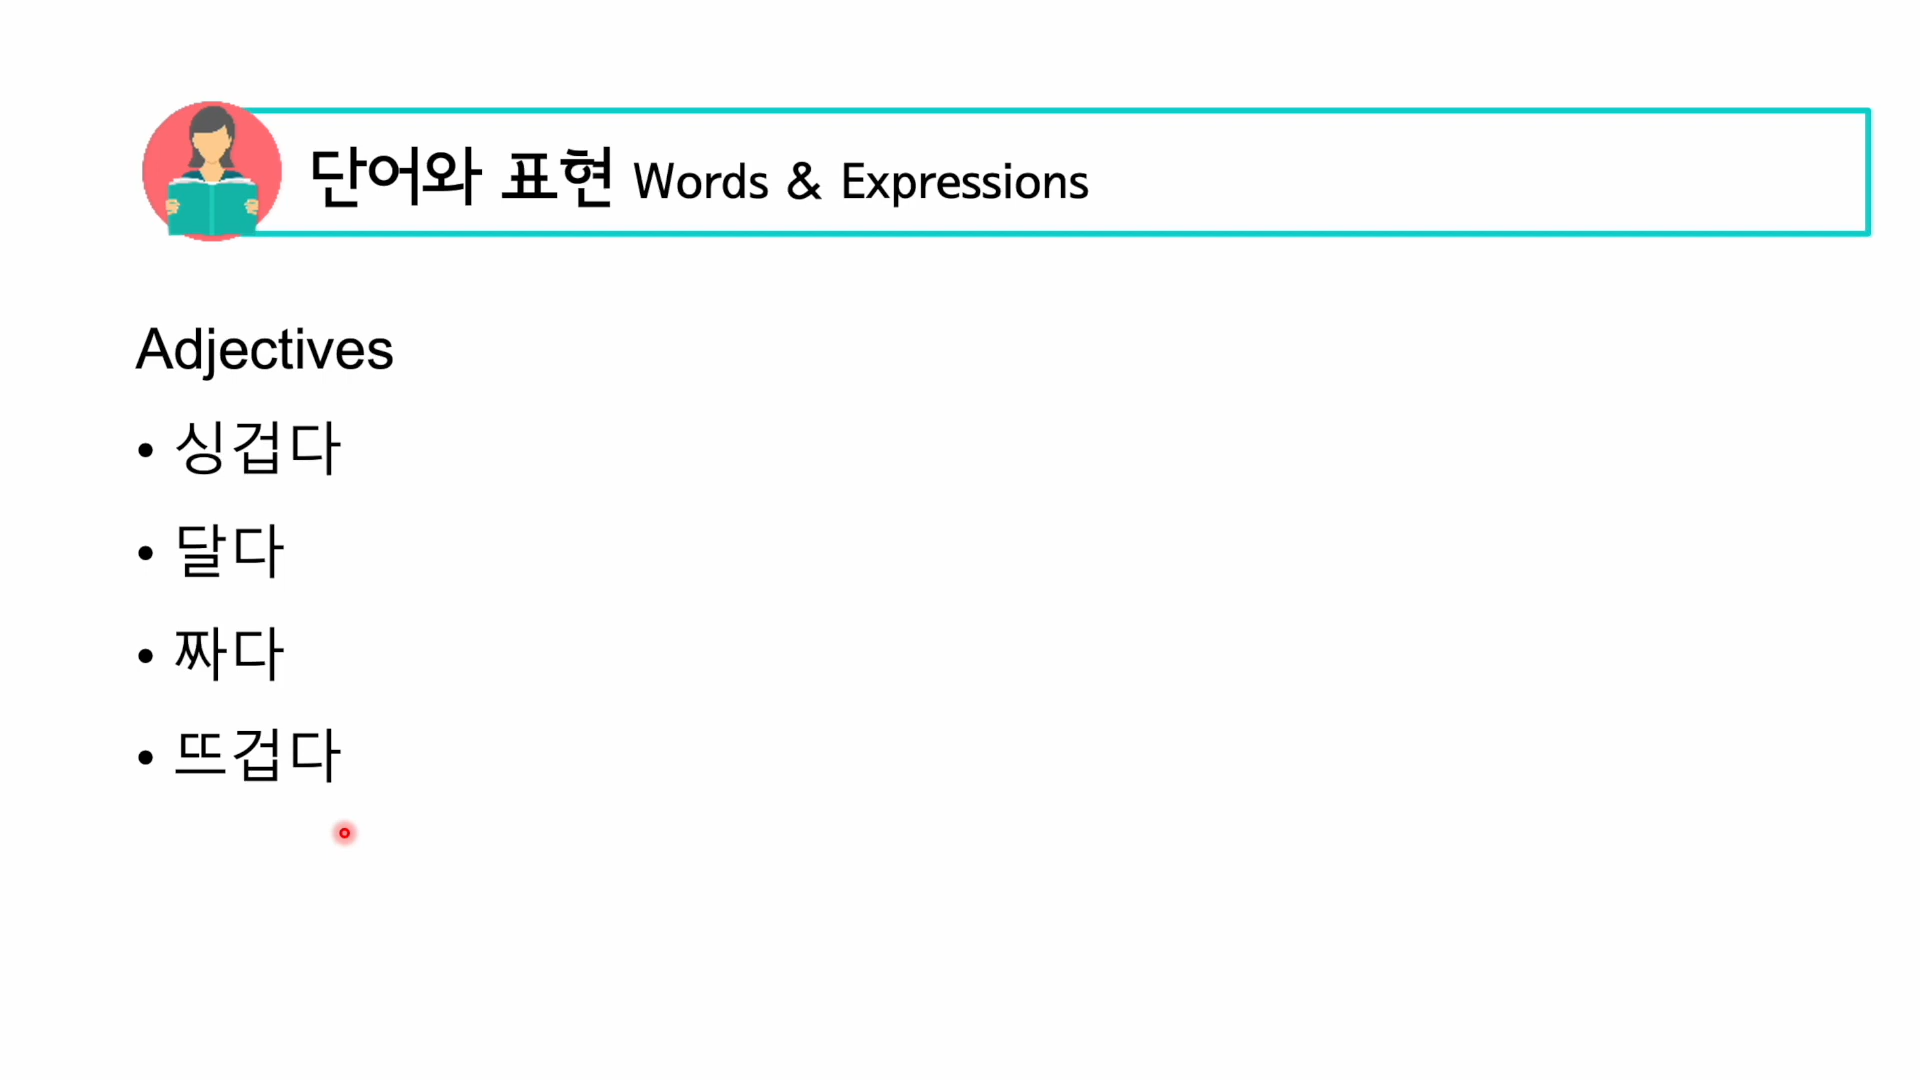 단어와 표현 Words & Expressions
Adjectives
• 싱겁다
• 달다
• 짜다
• 뜨겁다